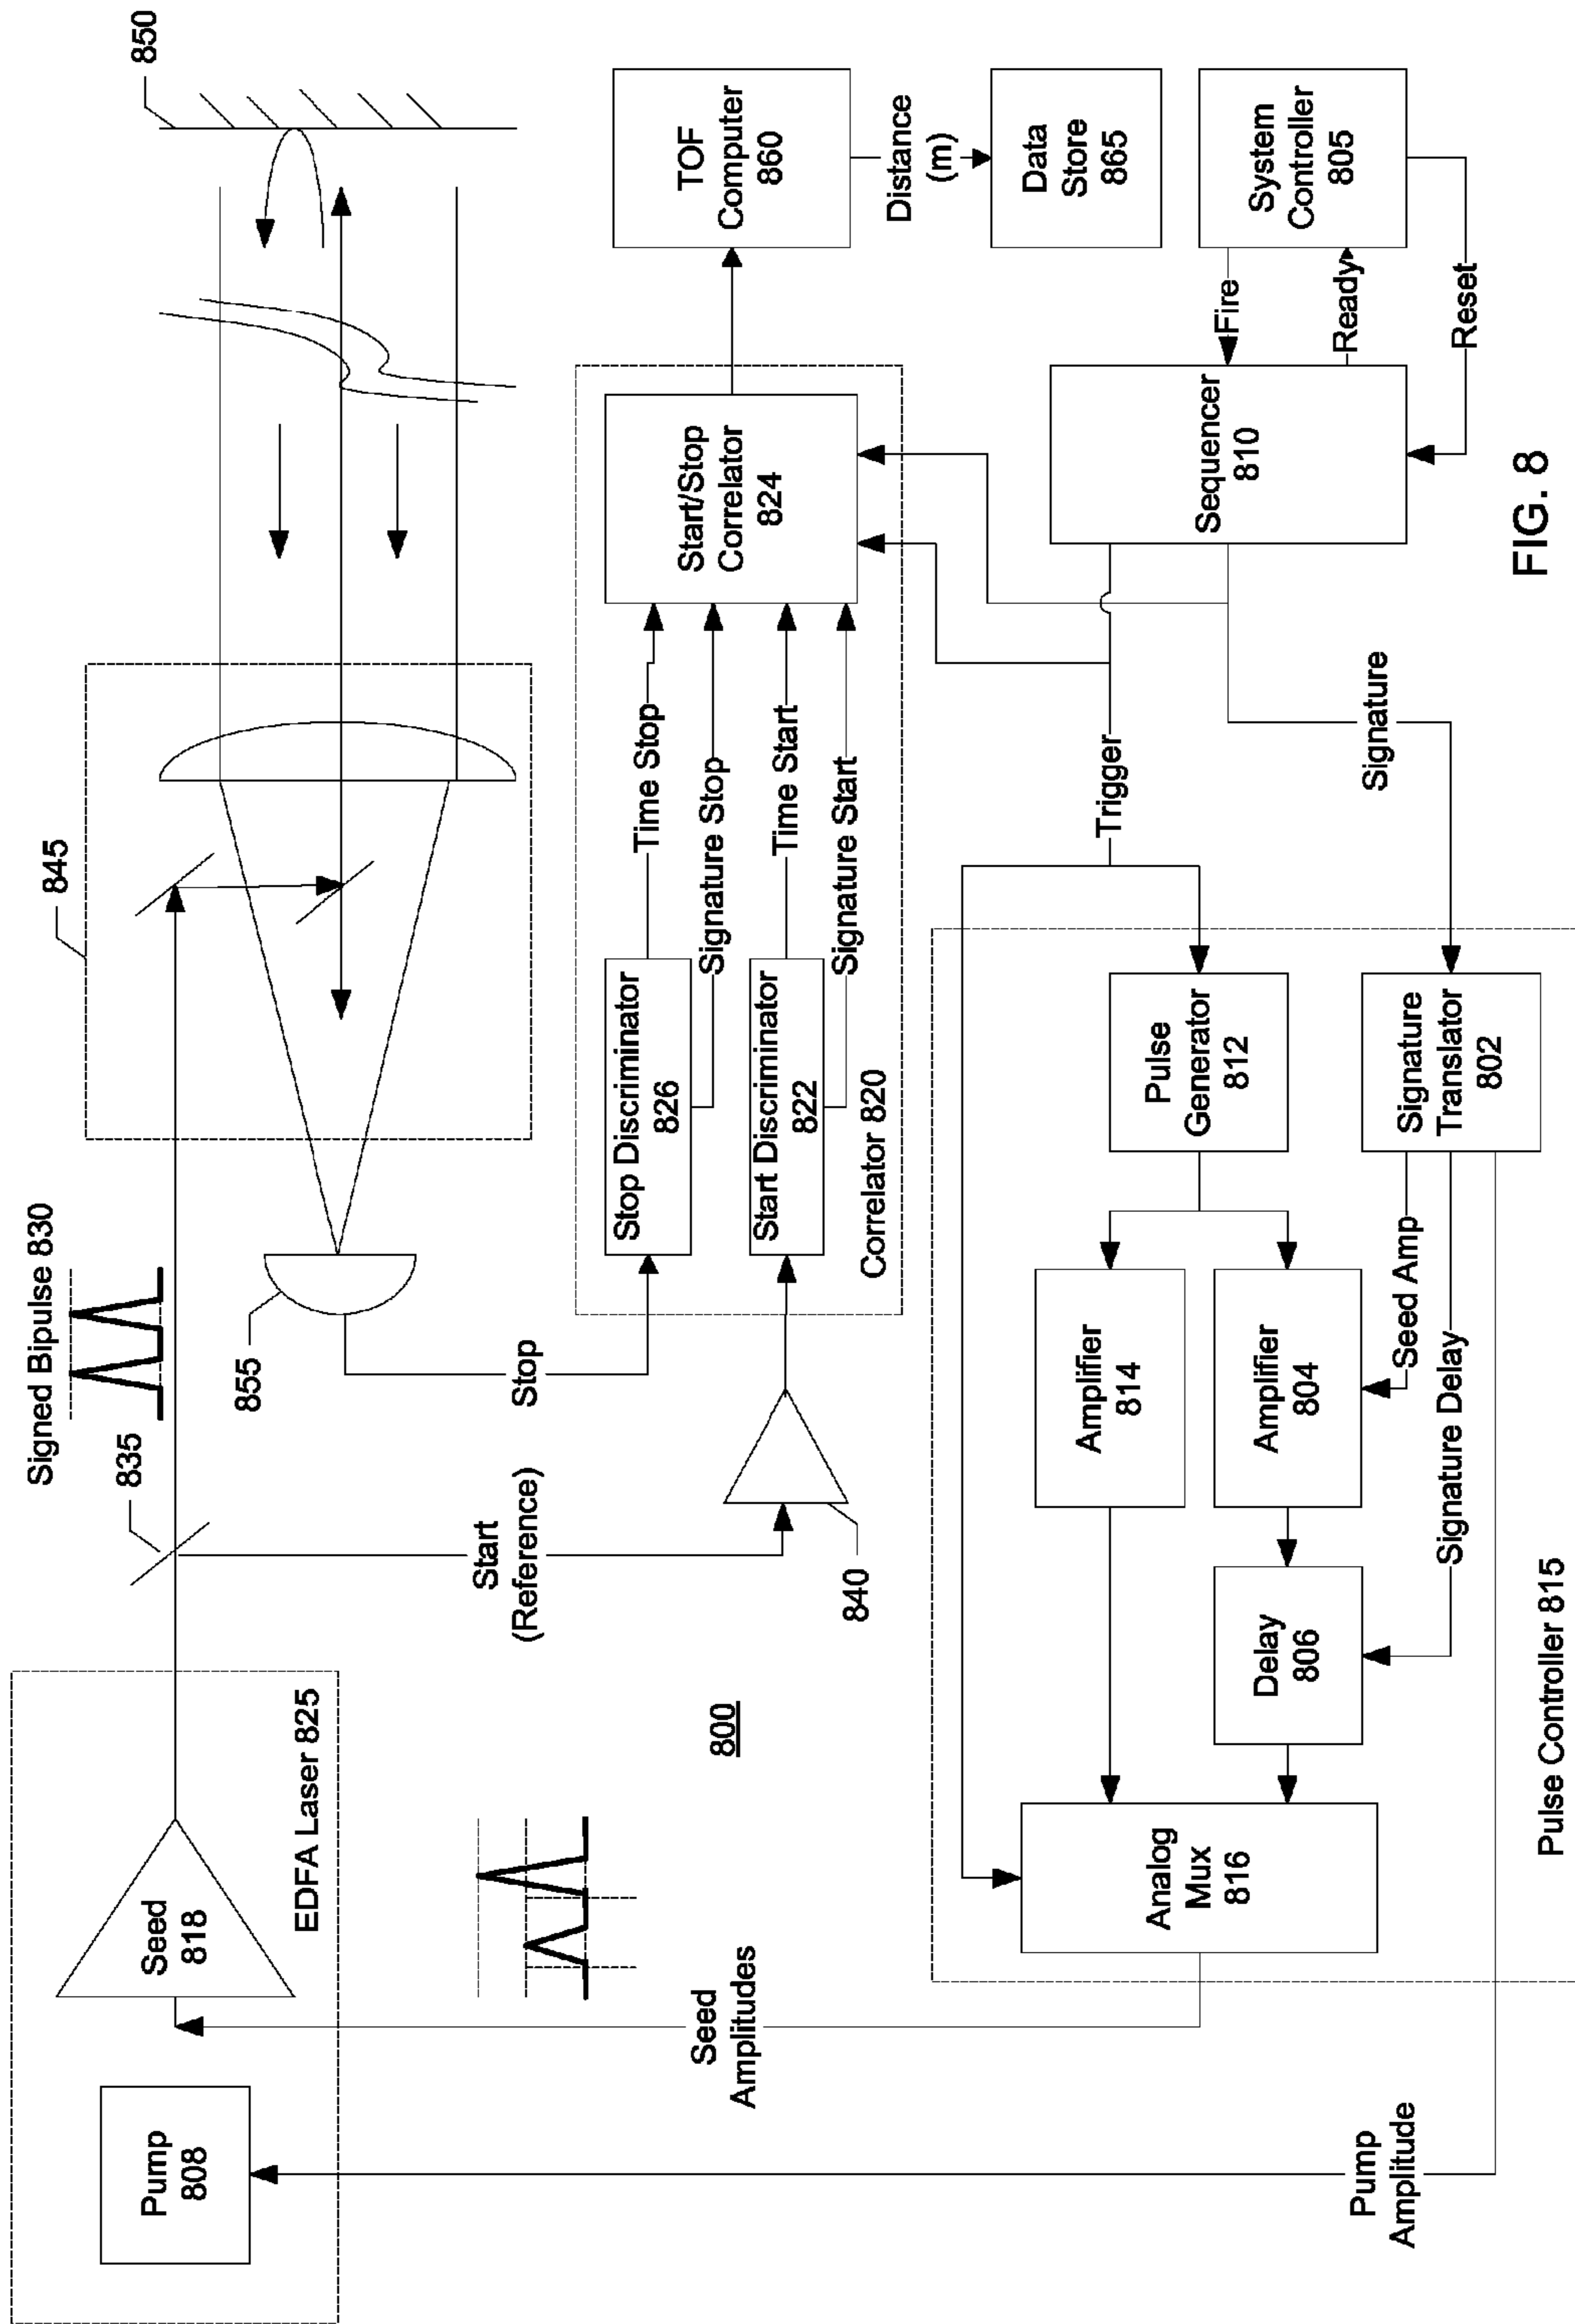 Pump
808
Seed
818
EDFA Laser 825
835
Signed Bipulse 830
845
850
855
Start
(Reference)
Stop
840
Seed
Amplitudes
Pump
Amplitude
800
Stop Discriminator
826
Start Discriminator
822
Correlator 820
Time Stop
Signature Stop
Time Start
Signature Start
Start/Stop
Correlator
824
TOF
Computer
860
Distance
(m)
Data
Store
865
System
Controller
805
Fire
Ready
Reset
Sequencer
810
Trigger
Signature
Pulse
Generator
812
Signature
Translator
802
Amplifier
814
Amplifier
804
Seed Amp
Signature Delay
Delay
806
Analog
Mux
816
Pulse Controller 815
FIG. 8